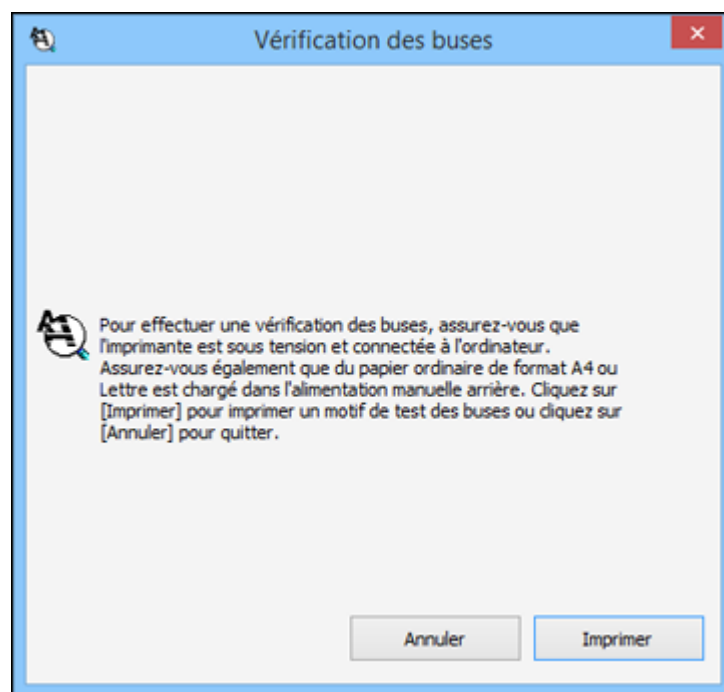 Vérification des buses
Pour effectuer une vérification des buses, assurez-vous que
l'imprimante est sous tension et connectée à l'ordinateur.
Assurez-vous également que du papier ordinaire de format A4 ou
Lettre est chargé dans l'alimentation manuelle arrière. Cliquez sur
[Imprimer] pour imprimer un motif de test des buses ou cliquez sur
[Annuler] pour quitter.
Annuler
Imprimer